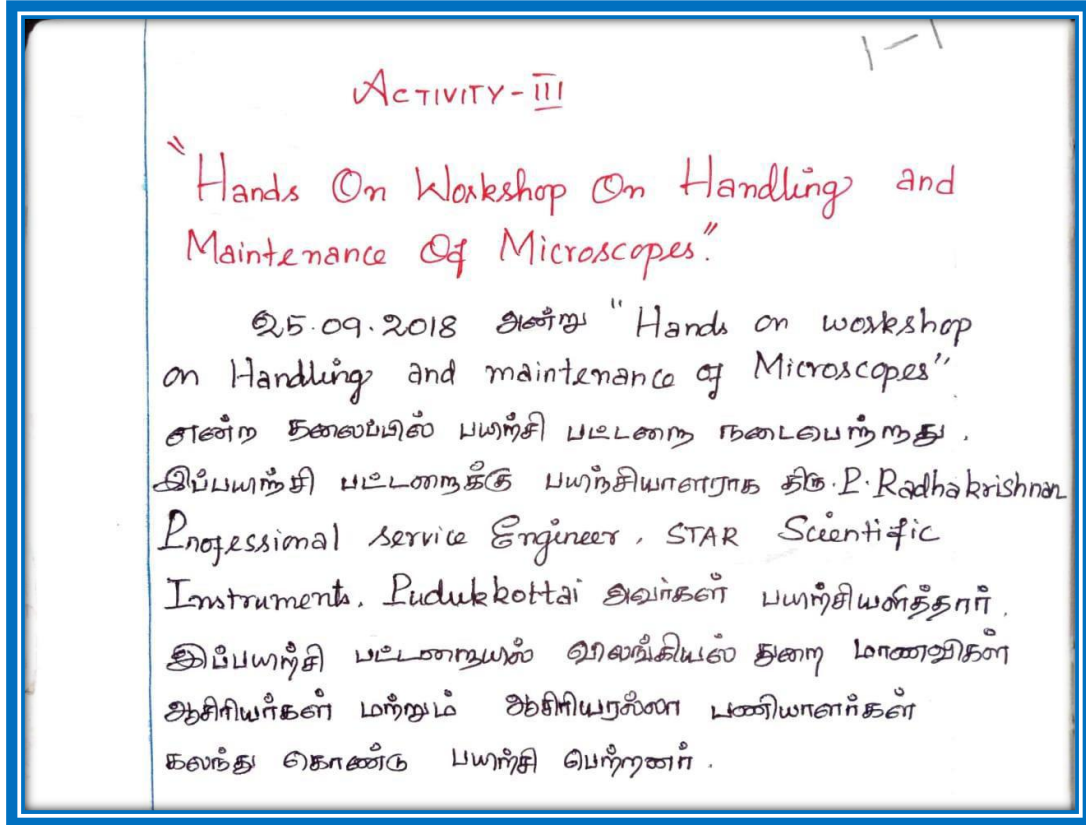 1-1
ACTIVITY-III
"Hands On Workshop On Handling and
Maintenance Of Microscopes".
25.09.2018 அன்று "Hands on workshop
on Handling and maintenance of Microscopes"
என்ற தலைப்பில் பயிற்சி பட்டறை நடைபெற்றது.
இப்பயிற்சி பட்டறைக்கு பயிற்சியாளராக திரு. P. Radhakrishnan
Professional service Engineer, STAR Scientific
Instruments, Pudukkottai அவர்கள் பயிற்சியளித்தார்.
இப்பயிற்சி பட்டறையில் விலங்கியல் துறை மாணவிகள்
ஆசிரியர்கள் மற்றும் ஆசிரியரல்லா பணியாளர்கள்
கலந்து கொண்டு பயிற்சி பெற்றனர்.